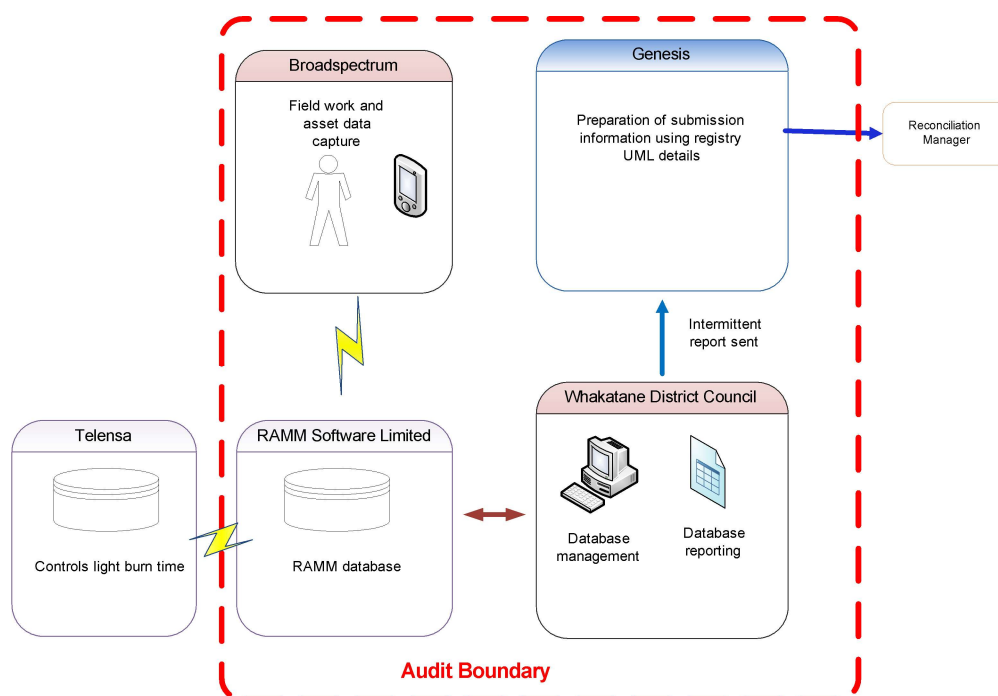 Broadspectrum
Field work and
asset data
capture
Genesis
Preparation of submission
information using registry
UML details
Reconciliation
Manager
Intermittent
report sent
Telensa
Controls light burn time
RAMM Software Limited
RAMM database
Whakatane District Council
Database
management
Database
reporting
Audit Boundary